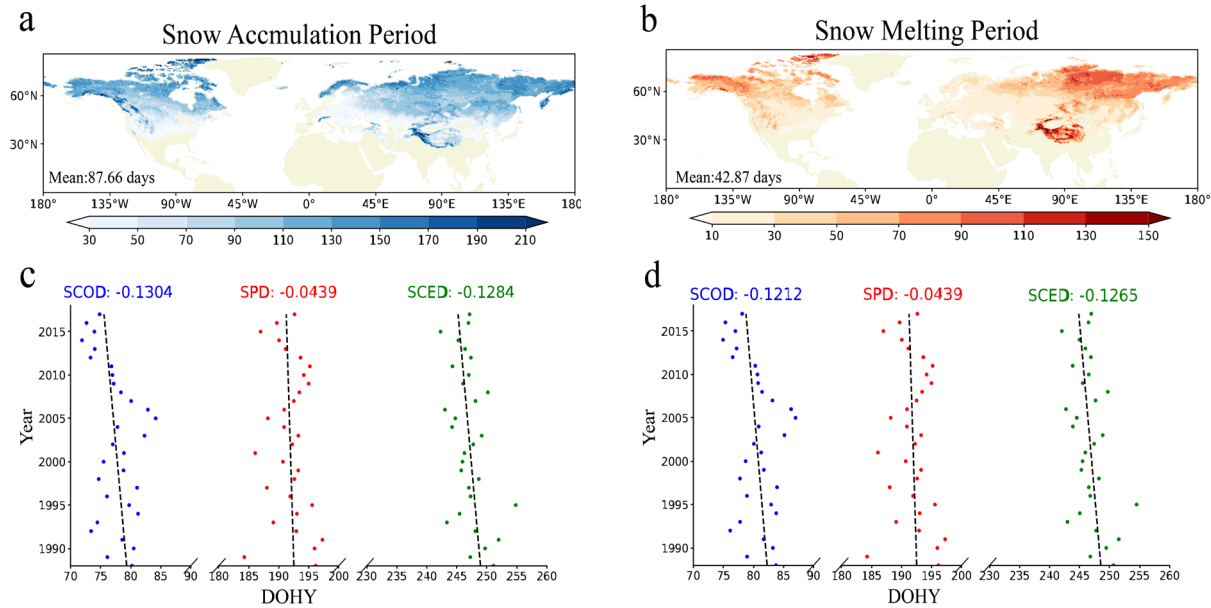 a
Snow Accmulation Period
60°N
30°N
Mean:87.66 days
180° 135°W 90°W 45°W 0° 45°E 90°E 135°E 180°
30 50 70 90 110 130 150 170 190 210
b
Snow Melting Period
60°N
30°N
Mean:42.87 days
180° 135°W 90°W 45°W 0° 45°E 90°E 135°E 180°
10 30 50 70 90 110 130 150
c
SCOD: -0.1304 SPD: -0.0439 SCED: -0.1284
2015
2010
2005
2000
1995
1990
Year
70 75 80 85 90 180 185 190 195 200 230 235 240 245 250 255 260
DOHY
d
SCOD: -0.1212 SPD: -0.0439 SCED: -0.1265
2015
2010
2005
2000
1995
1990
Year
70 75 80 85 90 180 185 190 195 200 230 235 240 245 250 255 260
DOHY